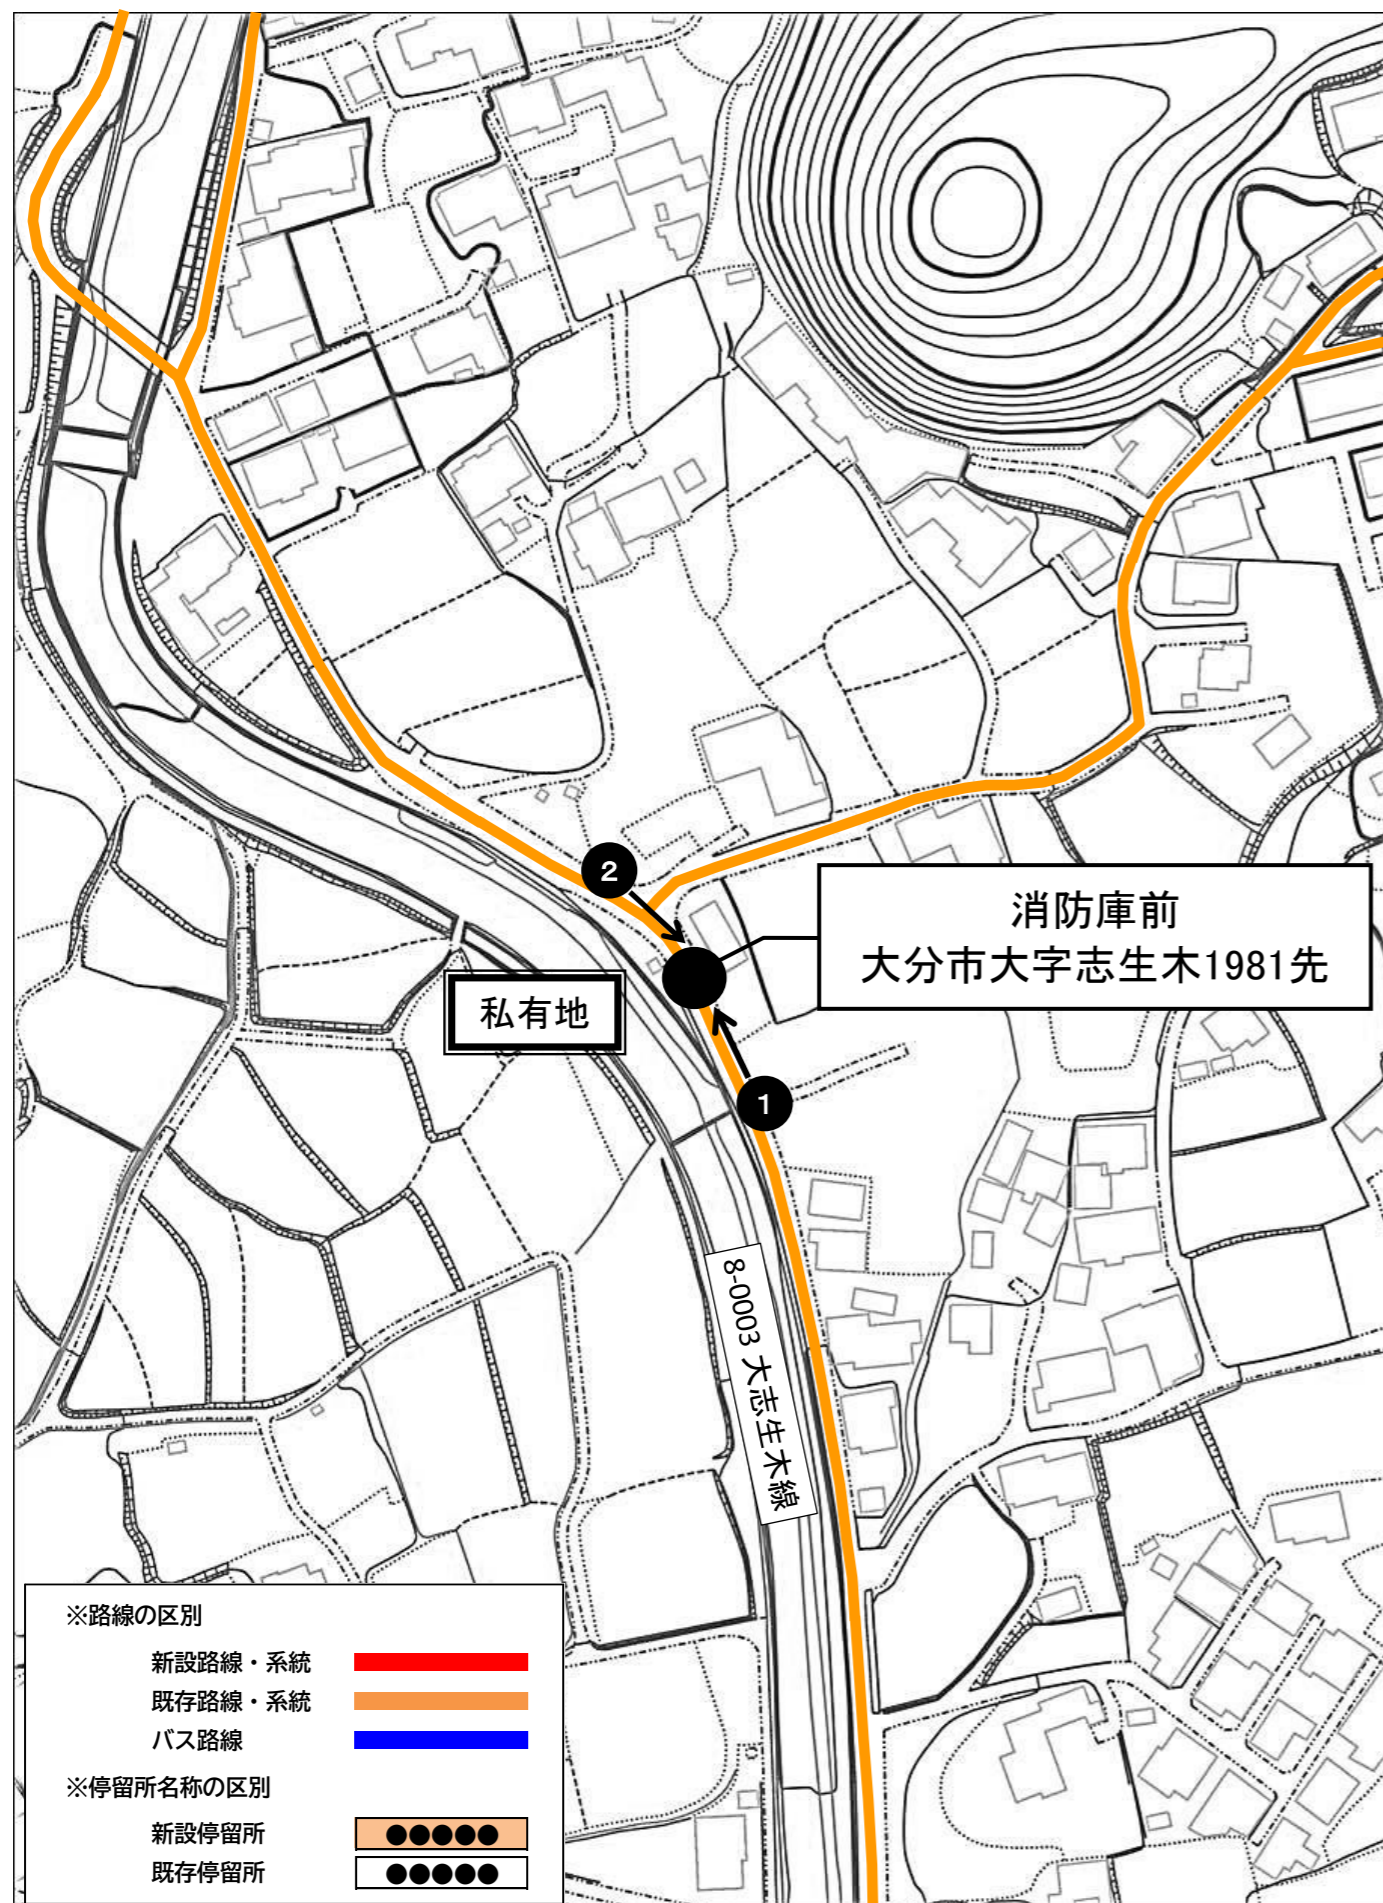 2
消防庫前
大分市大字志生木1981先
私有地
1
8-0003 大志生木線
※路線の区別
新設路線・系統
既存路線・系統
バス路線
※停留所名称の区別
新設停留所 ●●●●●
既存停留所 ●●●●●